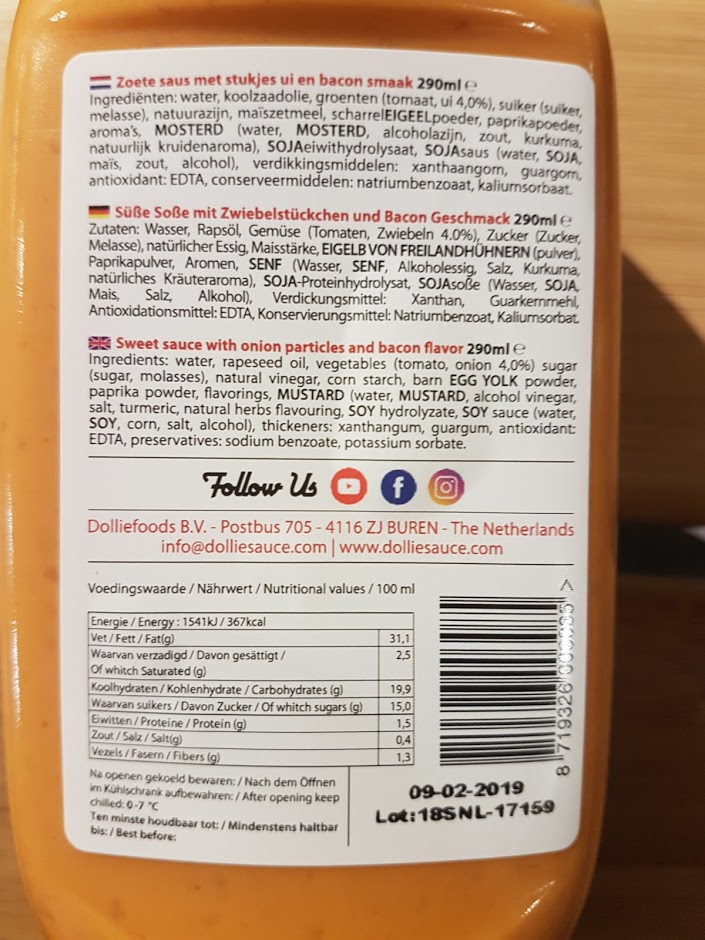 Zoete saus met stukjes ui en bacon smaak 290ml ℮
Ingrediënten: water, koolzaadolie, groenten (tomaat, ui 4,0%), suiker (suiker,
melasse), natuurazijn, maïszetmeel, scharrelEIGEELpoeder, paprikapoeder,
aroma's, MOSTERD (water, MOSTERD, alcoholazijn, zout, kurkuma,
natuurlijk kruidenaroma), SOJAeiwithydrolysaat, SOJAsaus (water, SOJA,
maïs, zout, alcohol), verdikkingsmiddelen: xanthaangom, guargom,
antioxidant: EDTA, conserveermiddelen: natriumbenzoaat, kaliumsorbaat.
Süße Soße mit Zwiebelstückchen und Bacon Geschmack 290ml ℮
Zutaten: Wasser, Rapsöl, Gemüse (Tomaten, Zwiebeln 4.0%), Zucker (Zucker,
Melasse), natürlicher Essig, Maisstärke, EIGELB VON FREILANDHÜHNERN (pulver),
Paprikapulver, Aromen, SENF (Wasser, SENF, Alkoholessig, Salz, Kurkuma,
natürliches Kräuteraroma), SOJA-Proteinhydrolysat, SOJAsoße (Wasser, SOJA,
Mais, Salz, Alkohol), Verdickungsmittel: Xanthan, Guarkernmehl,
Antioxidationsmittel: EDTA, Konservierungsmittel: Natriumbenzoat, Kaliumsorbat.
Sweet sauce with onion particles and bacon flavor 290ml ℮
Ingredients: water, rapeseed oil, vegetables (tomato, onion 4,0%) sugar
(sugar, molasses), natural vinegar, corn starch, barn EGG YOLK powder,
paprika powder, flavorings, MUSTARD (water, MUSTARD, alcohol vinegar,
salt, turmeric, natural herbs flavouring, SOY hydrolyzate, SOY sauce (water,
SOY, corn, salt, alcohol), thickeners: xanthangum, guargum, antioxidant:
EDTA, preservatives: sodium benzoate, potassium sorbate.
Follow Us
Dolliefoods B.V. - Postbus 705 - 4116 ZJ BUREN - The Netherlands
info@dolliesauce.com | www.dolliesauce.com
Voedingswaarde / Nährwert / Nutritional values / 100 ml
Energie / Energy : 1541kJ / 367kcal
Vet / Fett / Fat(g) 31,1
Waarvan verzadigd / Davon gesättigt /
Of whitch Saturated (g) 2,5
Koolhydraten / Kohlenhydrate / Carbohydrates (g) 19,9
Waarvan suikers / Davon Zucker / Of whitch sugars (g) 15,0
Eiwitten / Proteine / Protein (g) 1,5
Zout / Salz / Salt(g) 0,4
Vezels / Fasern / Fibers (g) 1,3
Na openen gekoeld bewaren: / Nach dem Öffnen
im Kühlschrank aufbewahren: / After opening keep
chilled: 0-7 °C
Ten minste houdbaar tot: / Mindenstens haltbar
bis: / Best before:
09-02-2019
Lot:18SNL-17159